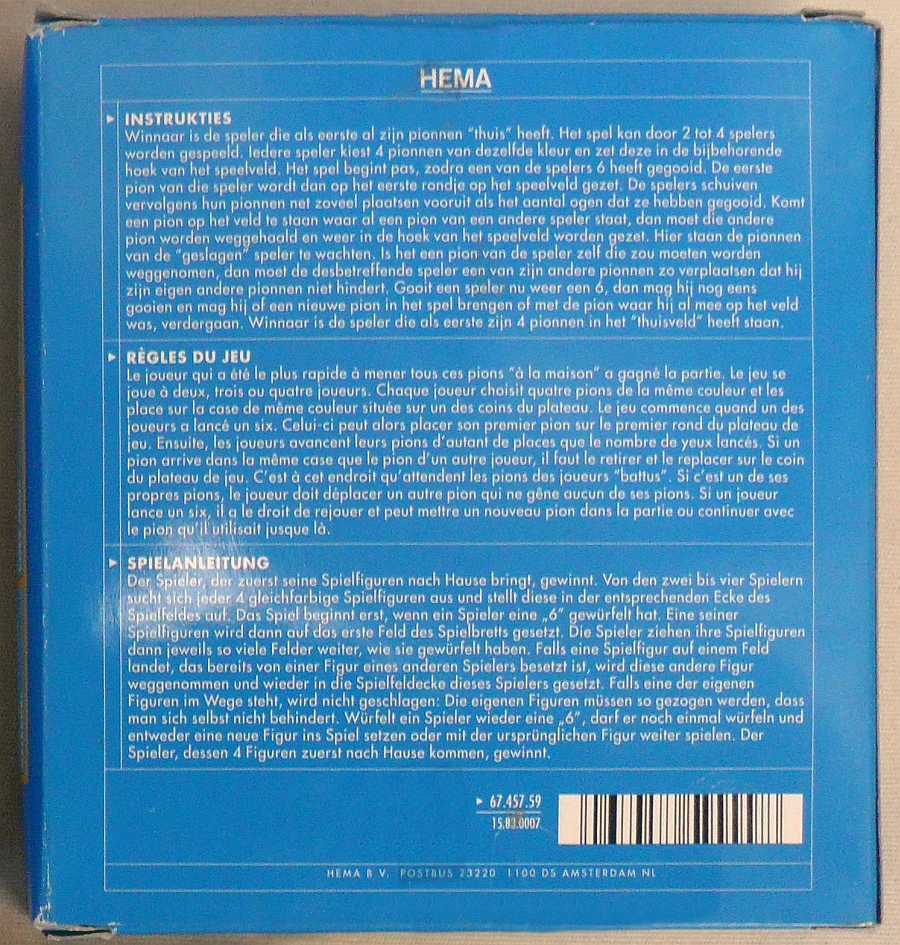 HEMA
INSTRUKTIES
Winnaar is de speler die als eerste al zijn pionnen "thuis" heeft. Het spel kan door 2 tot 4 spelers
worden gespeeld. Iedere speler kiest 4 pionnen van dezelfde kleur en zet deze in de bijbehorende
hoek van het speelveld. Het spel begint pas, zodra een van de spelers 6 heeft gegooid. De eerste
pion van die speler wordt dan op het eerste rondje op het speelveld gezet. De spelers schuiven
vervolgens hun pionnen net zoveel plaatsen vooruit als het aantal ogen dat ze hebben gegooid. Komt
een pion op het veld te staan waar al een pion van een andere speler staat, dan moet die andere
pion worden weggehaald en weer in de hoek van het speelveld worden gezet. Hier staan de pionnen
van de "geslagen" speler te wachten. Is het een pion van de speler zelf die zou moeten worden
weggenomen, dan moet de desbetreffende speler een van zijn andere pionnen zo verplaatsen dat hij
zijn eigen andere pionnen niet hindert. Gooit een speler nu weer een 6, dan mag hij nog eens
gooien en mag hij of een nieuwe pion in het spel brengen of met de pion waar hij al mee op het veld
was, verdergaan. Winnaar is de speler die als eerste zijn 4 pionnen in het "thuisveld" heeft staan.
RÈGLES DU JEU
Le joueur qui a été le plus rapide à mener tous ces pions "à la maison" a gagné la partie. Le jeu se
joue à deux, trois ou quatre joueurs. Chaque joueur choisit quatre pions de la même couleur et les
place sur la case de même couleur située sur un des coins du plateau. Le jeu commence quand un des
joueurs a lancé un six. Celui-ci peut alors placer son premier pion sur le premier rond du plateau de
jeu. Ensuite, les joueurs avancent leurs pions d'autant de places que le nombre de yeux lancés. Si un
pion arrive dans la même case que le pion d'un autre joueur, il faut le retirer et le replacer sur le coin
du plateau de jeu. C'est à cet endroit qu'attendent les pions des joueurs "battus". Si c'est un de ses
propres pions, le joueur doit déplacer un autre pion qui ne gêne aucun de ses pions. Si un joueur
lance un six, il a le droit de rejouer et peut mettre un nouveau pion dans la partie ou continuer avec
le pion qu'il utilisait jusque là.
SPIELANLEITUNG
Der Spieler, der zuerst seine Spielfiguren nach Hause bringt, gewinnt. Von den zwei bis vier Spielern
sucht sich jeder 4 gleichfarbige Spielfiguren aus und stellt diese in der entsprechenden Ecke des
Spielfeldes auf. Das Spiel beginnt erst, wenn ein Spieler eine „6" gewürfelt hat. Eine seiner
Spielfiguren wird dann auf das erste Feld des Spielbretts gesetzt. Die Spieler ziehen ihre Spielfiguren
dann jeweils so viele Felder weiter, wie sie gewürfelt haben. Falls eine Spielfigur auf einem Feld
landet, das bereits von einer Figur eines anderen Spielers besetzt ist, wird diese andere Figur
weggenommen und wieder in die Spielfeldecke dieses Spielers gesetzt. Falls eine der eigenen
Figuren im Wege steht, wird nicht geschlagen: Die eigenen Figuren müssen so gezogen werden, dass
man sich selbst nicht behindert. Würfelt ein Spieler wieder eine „6", darf er noch einmal würfeln und
entweder eine neue Figur ins Spiel setzen oder mit der ursprünglichen Figur weiter spielen. Der
Spieler, dessen 4 Figuren zuerst nach Hause kommen, gewinnt.
67.457.59
15.83.0007
HEMA B V. POSTBUS 23220 1100 DS AMSTERDAM NL